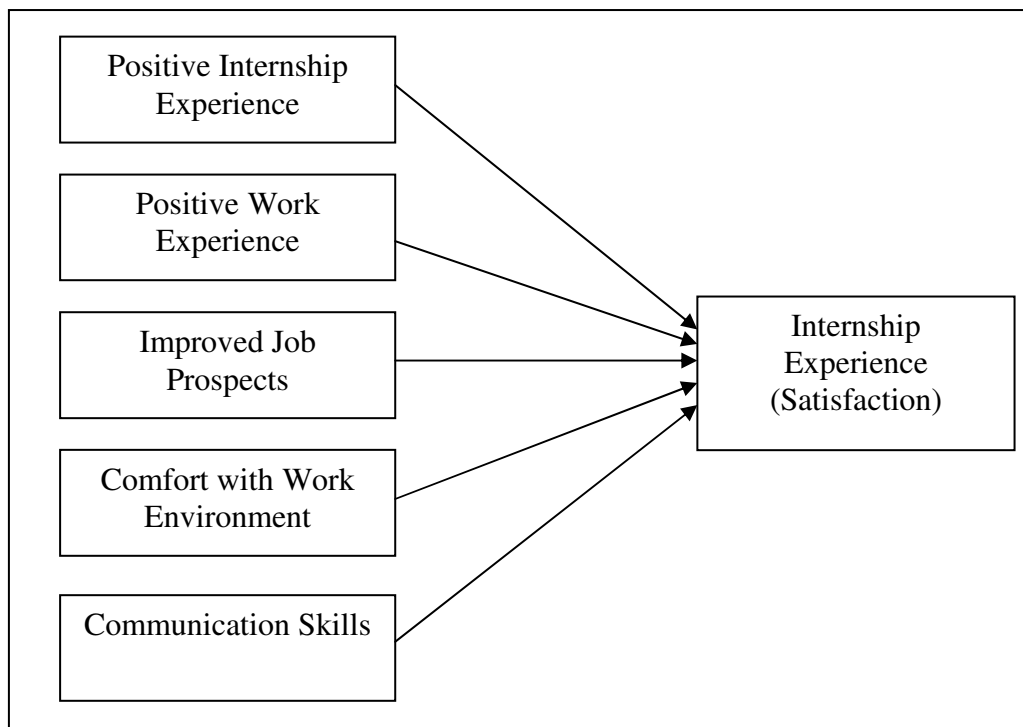 Positive Internship
Experience
Positive Work
Experience
Improved Job
Prospects
Comfort with Work
Environment
Communication Skills
Internship
Experience
(Satisfaction)